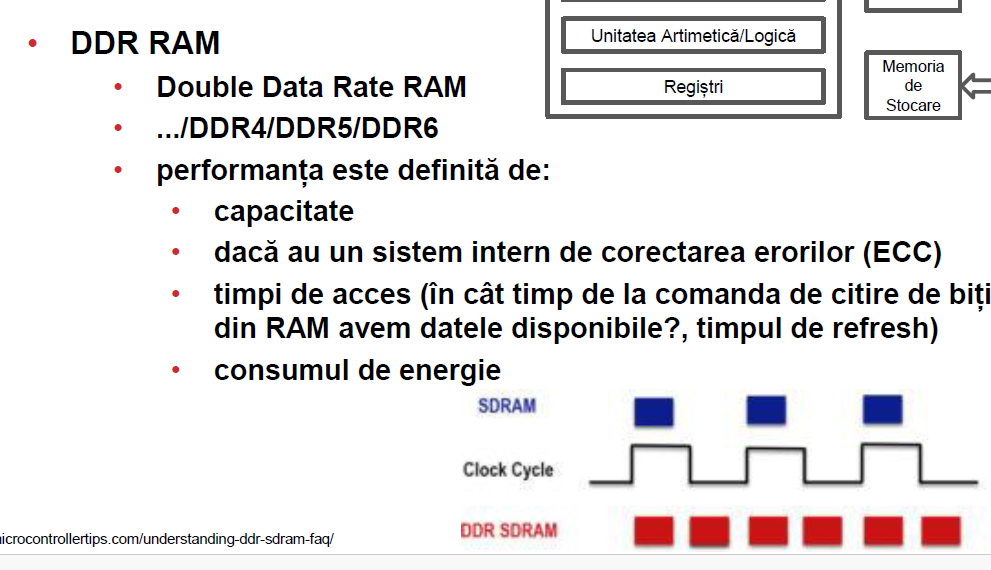 Unitatea Artimetică/Logică
Regiștri
Memoria
de
Stocare
DDR RAM
Double Data Rate RAM
.../DDR4/DDR5/DDR6
performanța este definită de:
capacitate
dacă au un sistem intern de corectarea erorilor (ECC)
timpi de acces (în cât timp de la comanda de citire de biți
din RAM avem datele disponibile?, timpul de refresh)
consumul de energie
SDRAM
Clock Cycle
DDR SDRAM
icrocontrollertips.com/understanding-ddr-sdram-faq/